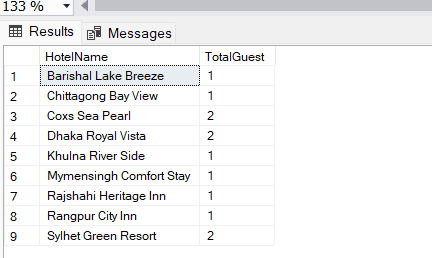 133 %
Results Messages
HotelName TotalGuest
1 Barishal Lake Breeze 1
2 Chittagong Bay View 1
3 Coxs Sea Pearl 2
4 Dhaka Royal Vista 2
5 Khulna River Side 1
6 Mymensingh Comfort Stay 1
7 Rajshahi Heritage Inn 1
8 Rangpur City Inn 1
9 Sylhet Green Resort 2